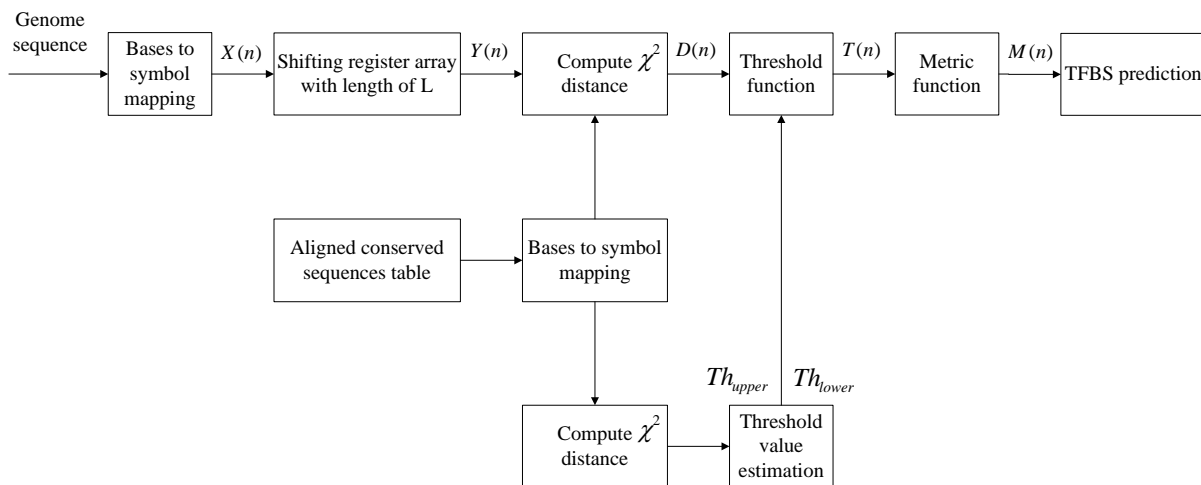 Genome
sequence
Bases to
symbol
mapping
X(n)
Shifting register array
with length of L
Y(n)
Compute χ²
distance
D(n)
Threshold
function
T(n)
Metric
function
M(n)
TFBS prediction
Aligned conserved
sequences table
Bases to symbol
mapping
Th_upper Th_lower
Compute χ²
distance
Threshold
value
estimation